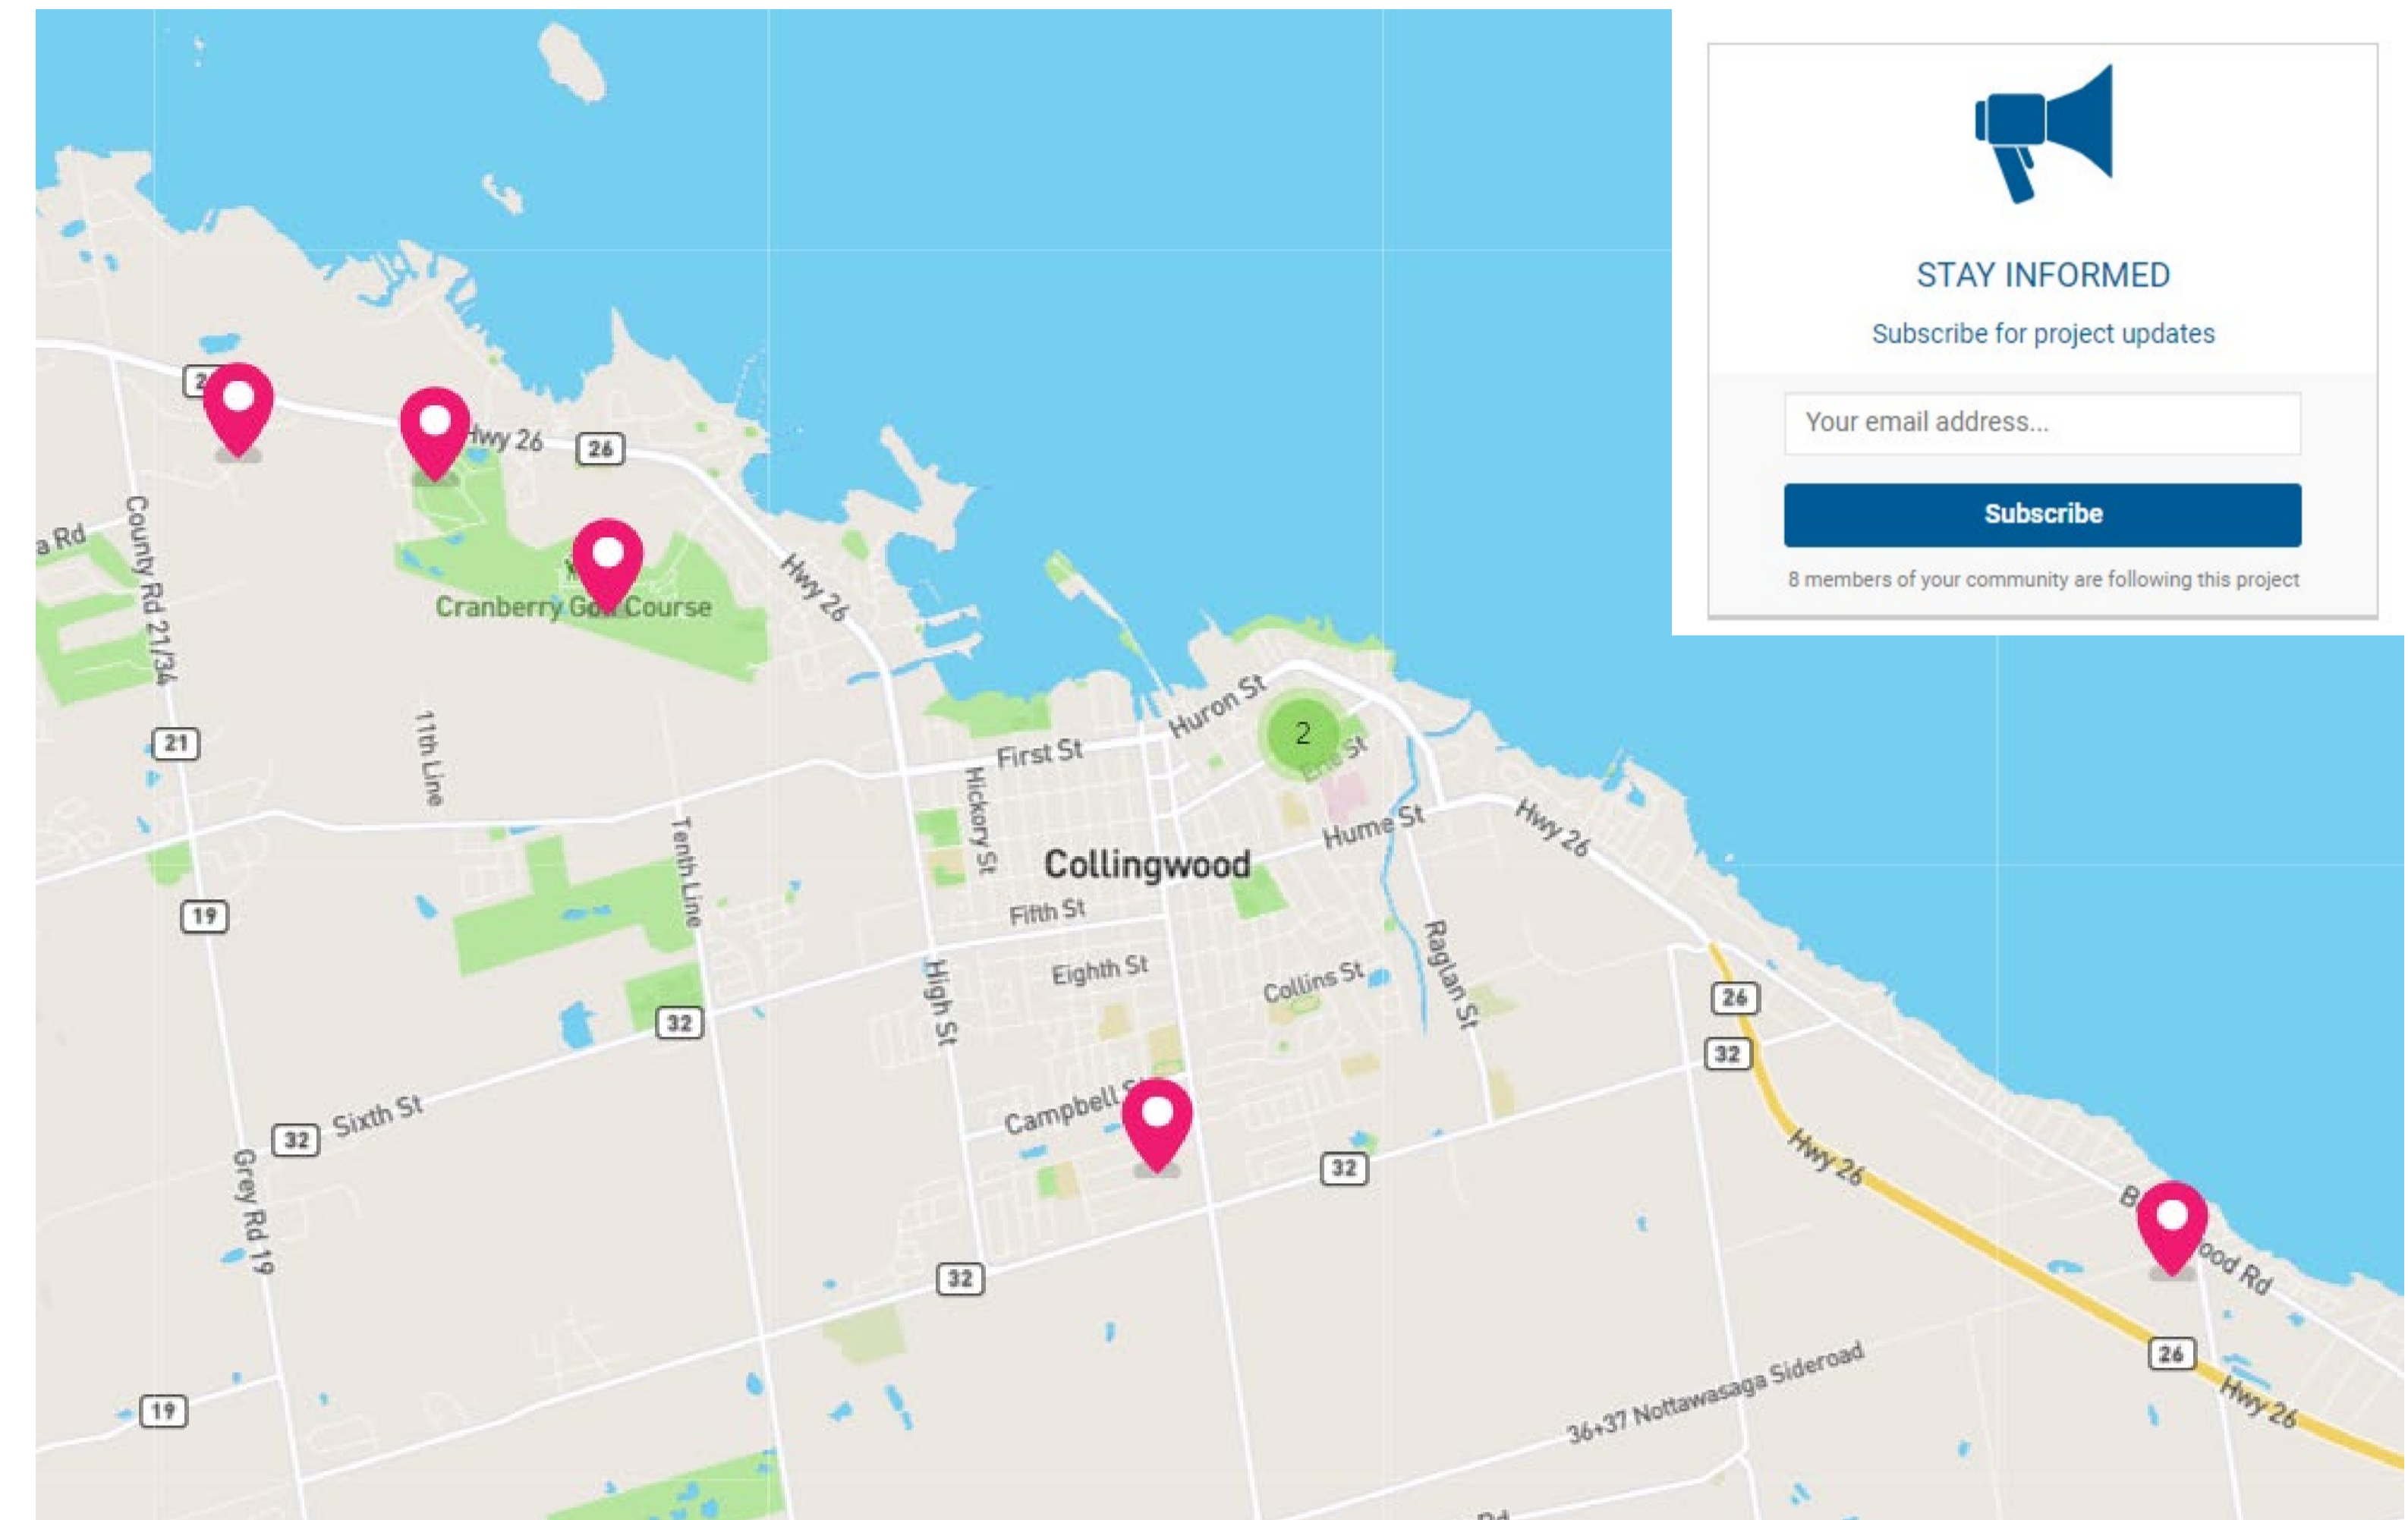 STAY INFORMED
Subscribe for project updates
Your email address...
Subscribe
8 members of your community are following this project
Hwy 26
26
a Rd
County Rd 21/34
Cranberry Course
Hwy 26
Huron St
2
21
11th Line
First St
Erie St
Hickory St
Hume St
Hwy 26
Tenth Line
Collingwood
19
Fifth St
Raglan St
Eighth St
Collins St
High St
26
32
32
Sixth St
32
Campbell
Grey Rd 19
32
Hwy 26
ood Rd
32
26
36+37 Nottawasaga Sideroad
Hwy 26
19
Rd